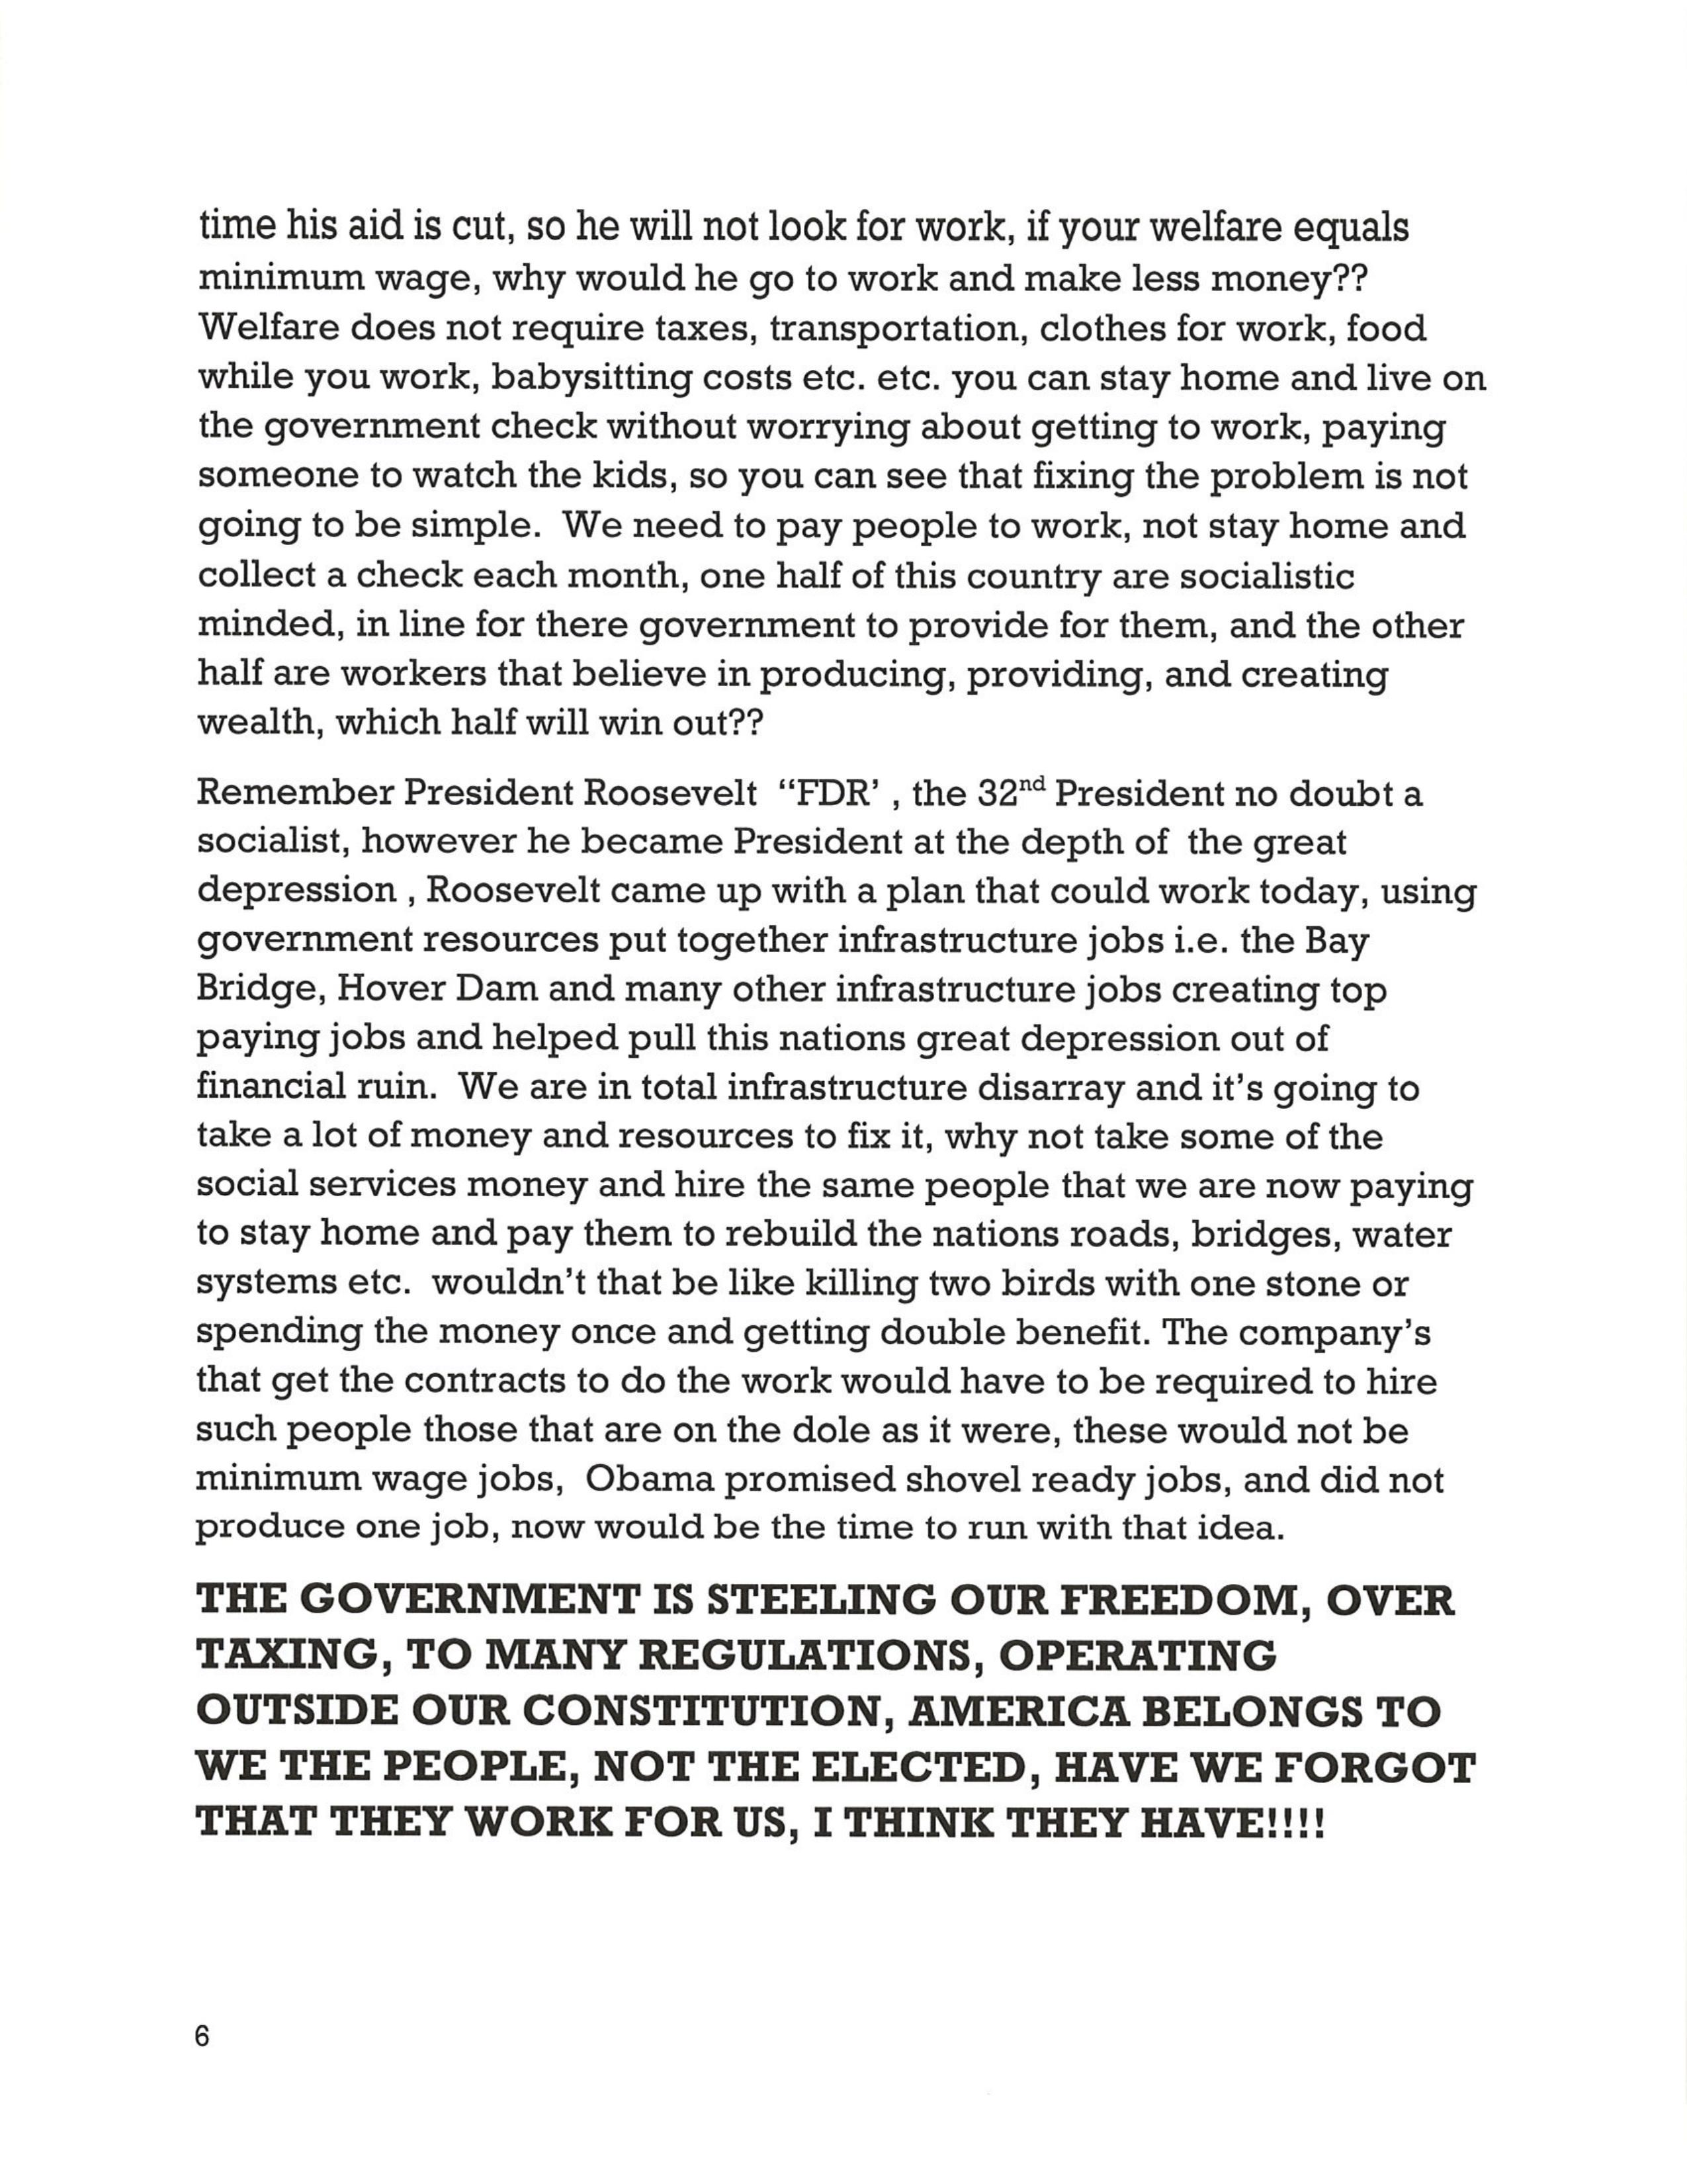 time his aid is cut, so he will not look for work, if your welfare equals
minimum wage, why would he go to work and make less money??
Welfare does not require taxes, transportation, clothes for work, food
while you work, babysitting costs etc. etc. you can stay home and live on
the government check without worrying about getting to work, paying
someone to watch the kids, so you can see that fixing the problem is not
going to be simple.  We need to pay people to work, not stay home and
collect a check each month, one half of this country are socialistic
minded, in line for there government to provide for them, and the other
half are workers that believe in producing, providing, and creating
wealth, which half will win out??
Remember President Roosevelt  “FDR’ , the 32nd President no doubt a
socialist, however he became President at the depth of  the great
depression , Roosevelt came up with a plan that could work today, using
government resources put together infrastructure jobs i.e. the Bay
Bridge, Hover Dam and many other infrastructure jobs creating top
paying jobs and helped pull this nations great depression out of
financial ruin.  We are in total infrastructure disarray and it’s going to
take a lot of money and resources to fix it, why not take some of the
social services money and hire the same people that we are now paying
to stay home and pay them to rebuild the nations roads, bridges, water
systems etc.  wouldn’t that be like killing two birds with one stone or
spending the money once and getting double benefit. The company’s
that get the contracts to do the work would have to be required to hire
such people those that are on the dole as it were, these would not be
minimum wage jobs,  Obama promised shovel ready jobs, and did not
produce one job, now would be the time to run with that idea.
THE GOVERNMENT IS STEELING OUR FREEDOM, OVER
TAXING, TO MANY REGULATIONS, OPERATING
OUTSIDE OUR CONSTITUTION, AMERICA BELONGS TO
WE THE PEOPLE, NOT THE ELECTED, HAVE WE FORGOT
THAT THEY WORK FOR US, I THINK THEY HAVE!!!!
6